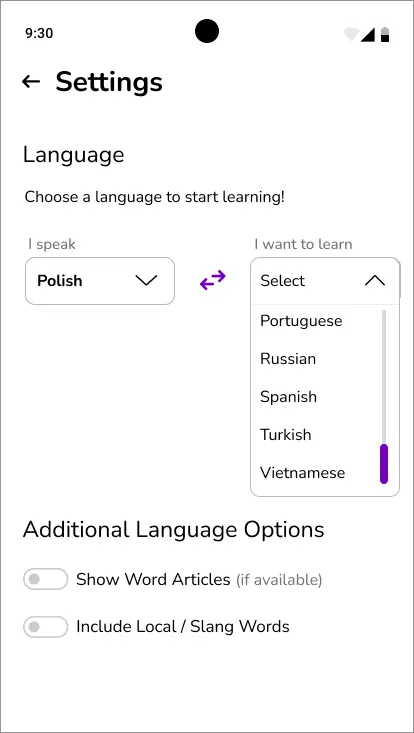 9:30
Settings
Language
Choose a language to start learning!
I speak
I want to learn
Polish
Select
Portuguese
Russian
Spanish
Turkish
Vietnamese
Additional Language Options
Show Word Articles (if available)
Include Local / Slang Words